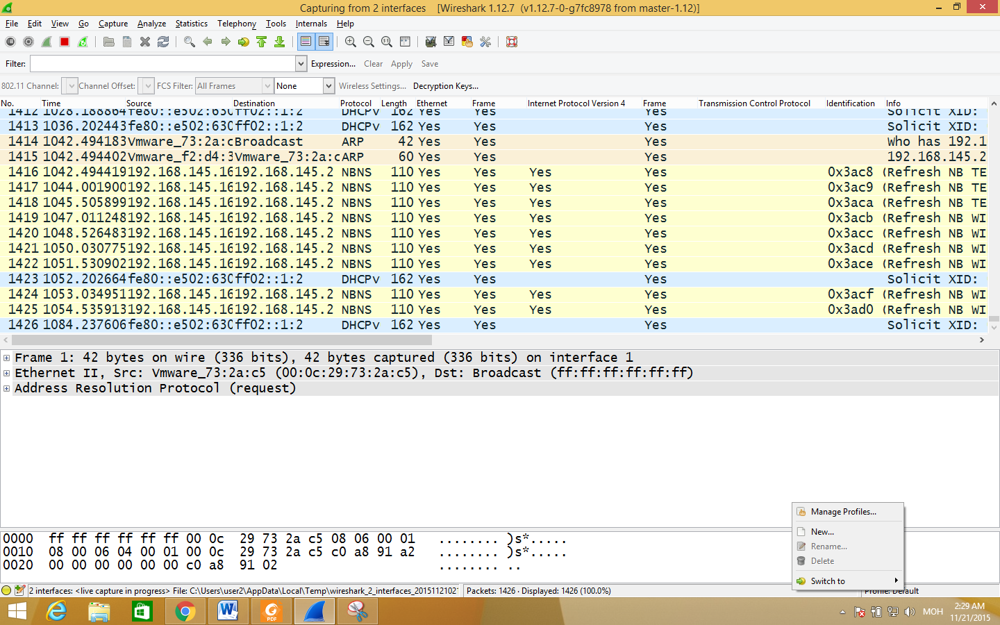 Capturing from 2 interfaces [Wireshark 1.12.7 (v1.12.7-0-g7fc8978 from master-1.12)]
File Edit View Go Capture Analyze Statistics Telephony Tools Internals Help
Filter: Expression... Clear Apply Save
802.11 Channel: Channel Offset: FCS Filter: All Frames None Wireless Settings... Decryption Keys...
No. Time Source Destination Protocol Length Ethernet Frame Internet Protocol Version 4 Frame Transmission Control Protocol Identification Info
1412 1028.188864 fe80::e502:630 ff02::1:2 DHCPv 162 Yes Yes Yes Solicit XID:
1413 1036.202443 fe80::e502:630 ff02::1:2 DHCPv 162 Yes Yes Yes Solicit XID:
1414 1042.494183 Vmware_73:2a:c Broadcast ARP 42 Yes Yes Yes Who has 192.1
1415 1042.494402 Vmware_f2:d4:3 Vmware_73:2a:c ARP 60 Yes Yes Yes 192.168.145.2
1416 1042.494419 192.168.145.16 192.168.145.2 NBNS 110 Yes Yes Yes Yes 0x3ac8 (Refresh NB TE
1417 1044.001900 192.168.145.16 192.168.145.2 NBNS 110 Yes Yes Yes Yes 0x3ac9 (Refresh NB TE
1418 1045.505899 192.168.145.16 192.168.145.2 NBNS 110 Yes Yes Yes Yes 0x3aca (Refresh NB TE
1419 1047.011248 192.168.145.16 192.168.145.2 NBNS 110 Yes Yes Yes Yes 0x3acb (Refresh NB WI
1420 1048.526483 192.168.145.16 192.168.145.2 NBNS 110 Yes Yes Yes Yes 0x3acc (Refresh NB WI
1421 1050.030775 192.168.145.16 192.168.145.2 NBNS 110 Yes Yes Yes Yes 0x3acd (Refresh NB WI
1422 1051.530902 192.168.145.16 192.168.145.2 NBNS 110 Yes Yes Yes Yes 0x3ace (Refresh NB WI
1423 1052.202664 fe80::e502:630 ff02::1:2 DHCPv 162 Yes Yes Yes Solicit XID:
1424 1053.034951 192.168.145.16 192.168.145.2 NBNS 110 Yes Yes Yes Yes 0x3acf (Refresh NB WI
1425 1054.535913 192.168.145.16 192.168.145.2 NBNS 110 Yes Yes Yes Yes 0x3ad0 (Refresh NB WI
1426 1084.237606 fe80::e502:630 ff02::1:2 DHCPv 162 Yes Yes Yes Solicit XID:
Frame 1: 42 bytes on wire (336 bits), 42 bytes captured (336 bits) on interface 1
Ethernet II, Src: Vmware_73:2a:c5 (00:0c:29:73:2a:c5), Dst: Broadcast (ff:ff:ff:ff:ff:ff)
Address Resolution Protocol (request)
Manage Profiles...
New...
Rename...
Delete
Switch to
0000 ff ff ff ff ff ff 00 0c 29 73 2a c5 08 06 00 01 ........ )s*.....
0010 08 00 06 04 00 01 00 0c 29 73 2a c5 c0 a8 91 a2 ........ )s*.....
0020 00 00 00 00 00 00 c0 a8 91 02 ........ ..
2 interfaces: <live capture in progress> File: C:\Users\user2\AppData\Local\Temp\wireshark_2_interfaces_2015112102 Packets: 1426 · Displayed: 1426 (100.0%) Profile: Default
PDF
MOH
2:29 AM
11/21/2015